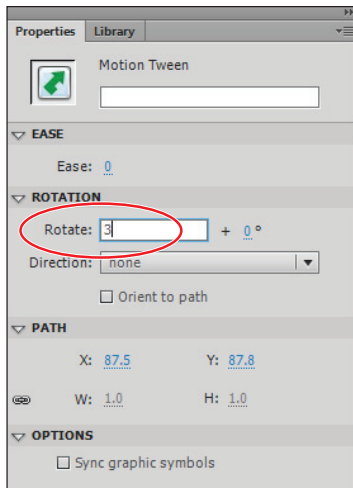 Properties Library
Motion Tween
EASE
Ease: 0
ROTATION
Rotate: 3 + 0°
Direction: none
Orient to path
PATH
X: 87.5 Y: 87.8
W: 1.0 H: 1.0
OPTIONS
Sync graphic symbols